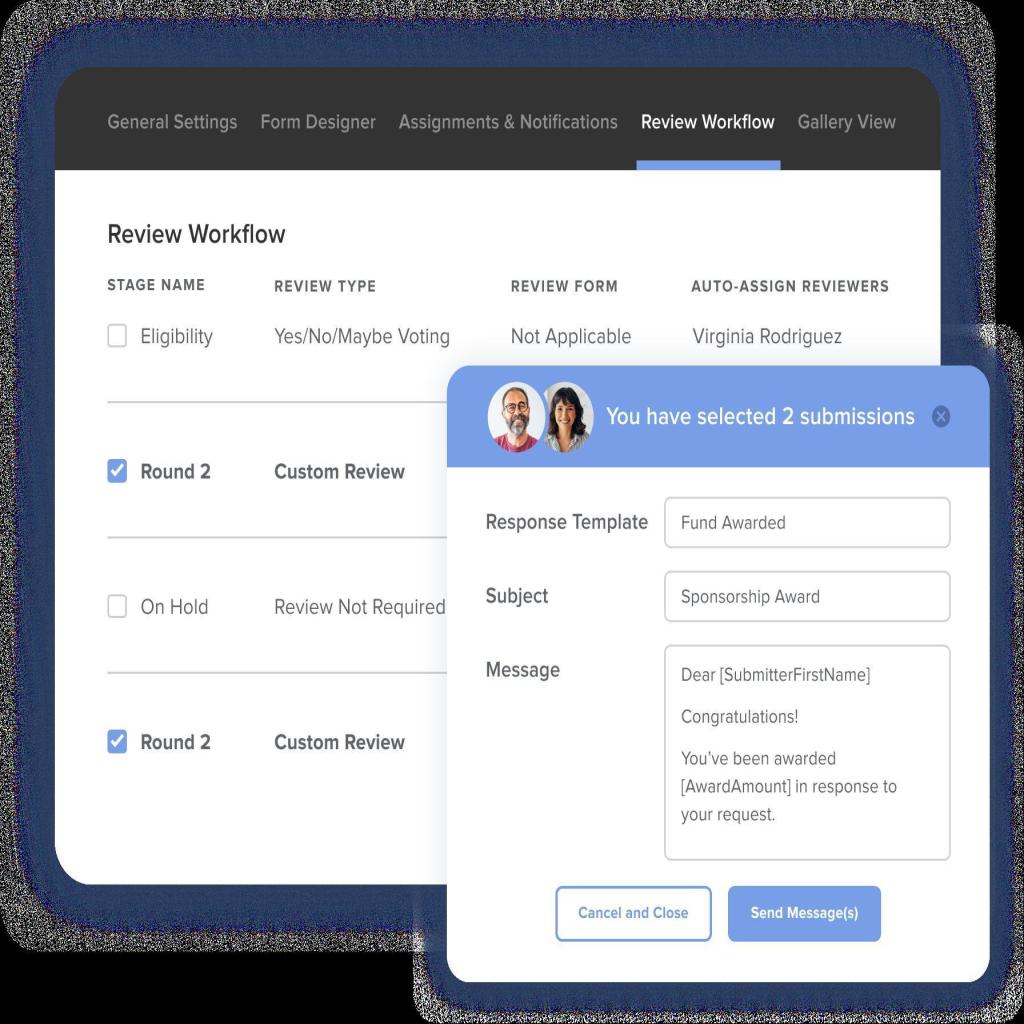 General Settings Form Designer Assignments & Notifications Review Workflow Gallery View
Review Workflow
STAGE NAME REVIEW TYPE REVIEW FORM AUTO-ASSIGN REVIEWERS
Eligibility Yes/No/Maybe Voting Not Applicable Virginia Rodriguez
Round 2 Custom Review
On Hold Review Not Required
Round 2 Custom Review
You have selected 2 submissions
Response Template Fund Awarded
Subject Sponsorship Award
Message
Dear [SubmitterFirstName]
Congratulations!
You’ve been awarded
[AwardAmount] in response to
your request.
Cancel and Close Send Message(s)